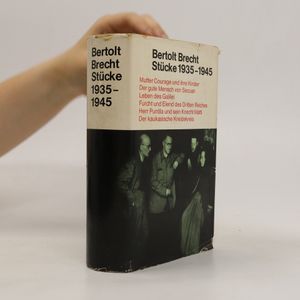 Bertolt
Brecht
Stücke
1935–
1945
Bertolt Brecht
Stücke 1935–1945
Mutter Courage und ihre Kinder
Der gute Mensch von Sezuan
Leben des Galilei
Furcht und Elend des Dritten Reiches
Herr Puntila und sein Knecht Matti
Der kaukasische Kreidekreis